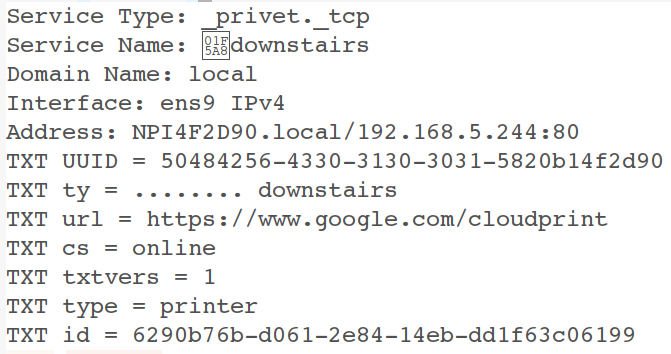 Service Type: _privet._tcp
Service Name: 🖨downstairs
Domain Name: local
Interface: ens9 IPv4
Address: NPI4F2D90.local/192.168.5.244:80
TXT UUID = 50484256-4330-3130-3031-5820b14f2d90
TXT ty = ........ downstairs
TXT url = https://www.google.com/cloudprint
TXT cs = online
TXT txtvers = 1
TXT type = printer
TXT id = 6290b76b-d061-2e84-14eb-dd1f63c06199